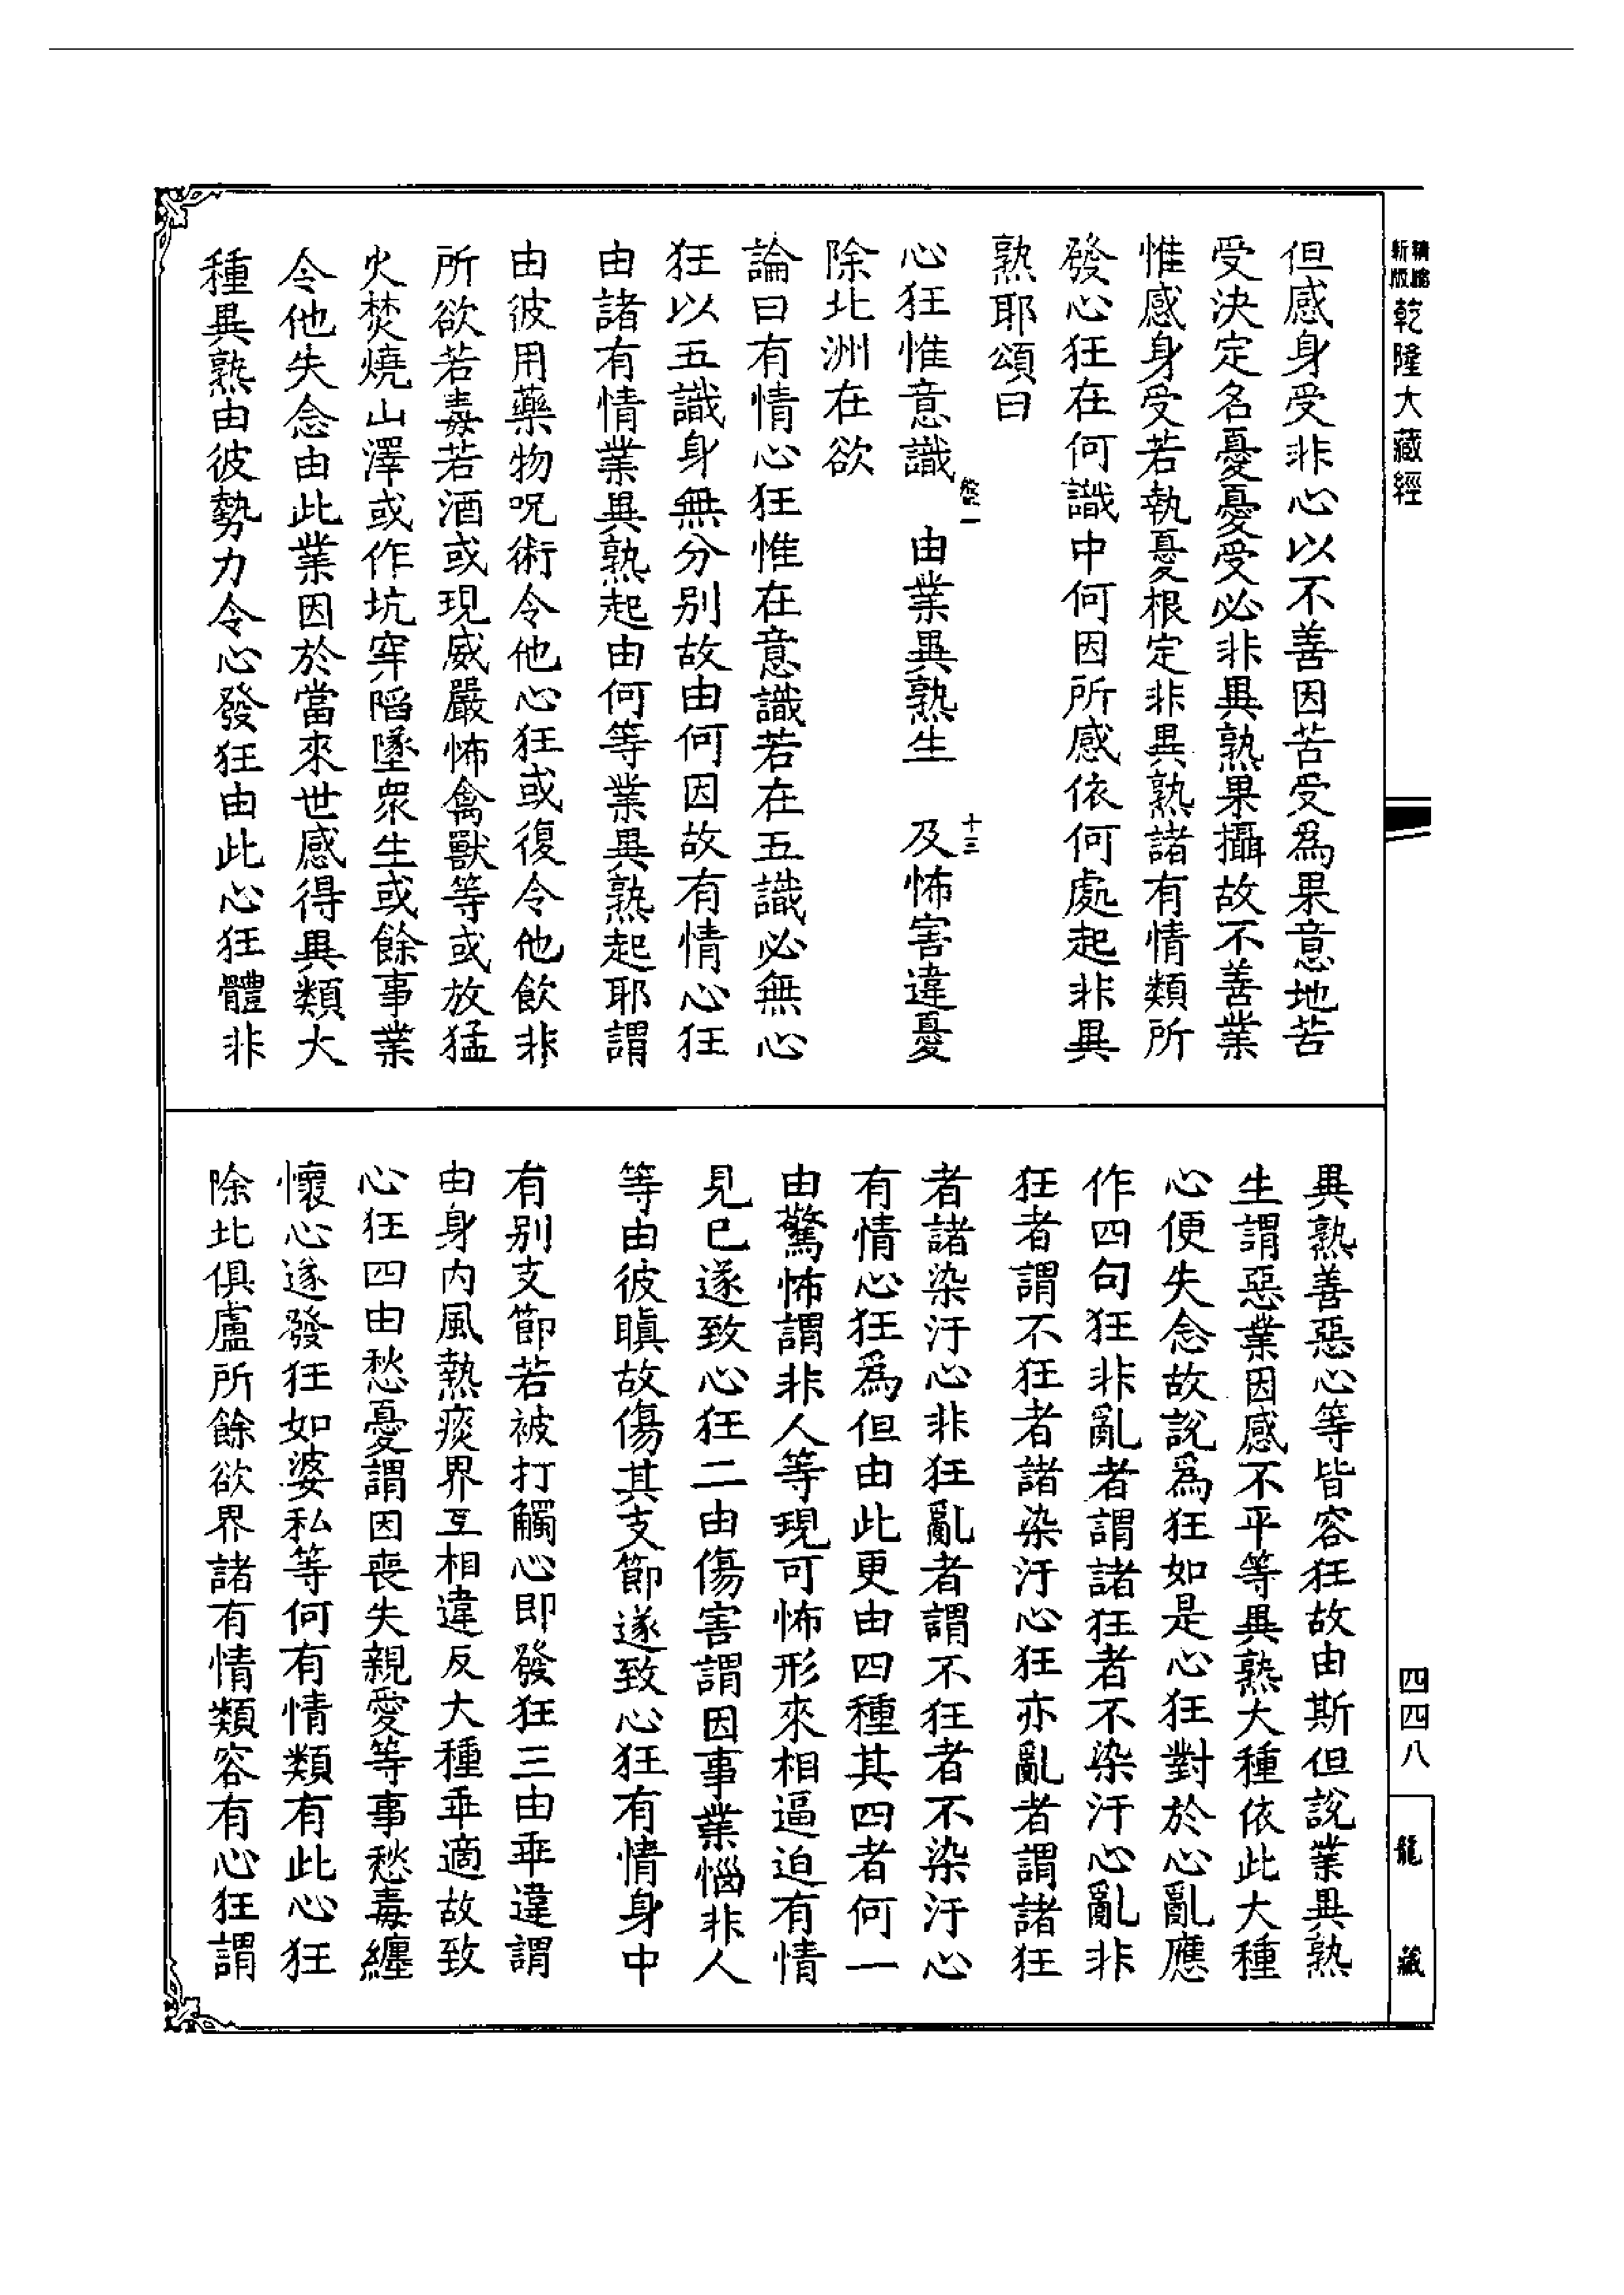 精縮新版乾隆大藏經
但感身受非心以不善因苦受為果意地苦
受決定名憂憂受必非異熟果攝故不善業
惟感身受若執憂根定非異熟諸有情類所
發心狂在何識中何因所感依何處起非異
熟耶頌曰
十三
心狂惟意識　由業異熟生　及怖害違憂
除北洲在欲
論曰有情心狂惟在意識若在五識必無心
狂以五識身無分別故由何因故有情心狂
由諸有情業異熟起由何等業異熟起耶謂
由彼用藥物呪術令他心狂或復令他飲非
所欲若毒若酒或現威嚴怖禽獸等或放猛
火焚燒山澤或作坑穽陷墜衆生或餘事業
令他失念由此業因於當來世感得異類大
種異熟由彼勢力令心發狂由此心狂體非
異熟善惡心等皆容狂故由斯但說業異熟
生謂惡業因感不平等異熟大種依此大種
心便失念故說為狂如是心狂對於心亂應
作四句狂非亂者謂諸狂者不染汙心亂非
狂者謂不狂者諸染汙心狂亦亂者謂諸狂
者諸染汙心非狂亂者謂不狂者不染汙心
有情心狂為但由此更由四種其四者何一
由驚怖謂非人等現可怖形來相逼迫有情
見已遂致心狂二由傷害謂因事業惱非人
等由彼瞋故傷其支節遂致心狂有情身中
有别支節若被打觸心即發狂三由乖違謂
由身内風熱痰界互相違反大種乖適故致
心狂四由愁憂謂因喪失親愛等事愁毒纏
懷心遂發狂如婆私等何有情類有此心狂
除北俱盧所餘欲界諸有情類容有心狂謂
四四八
龍藏